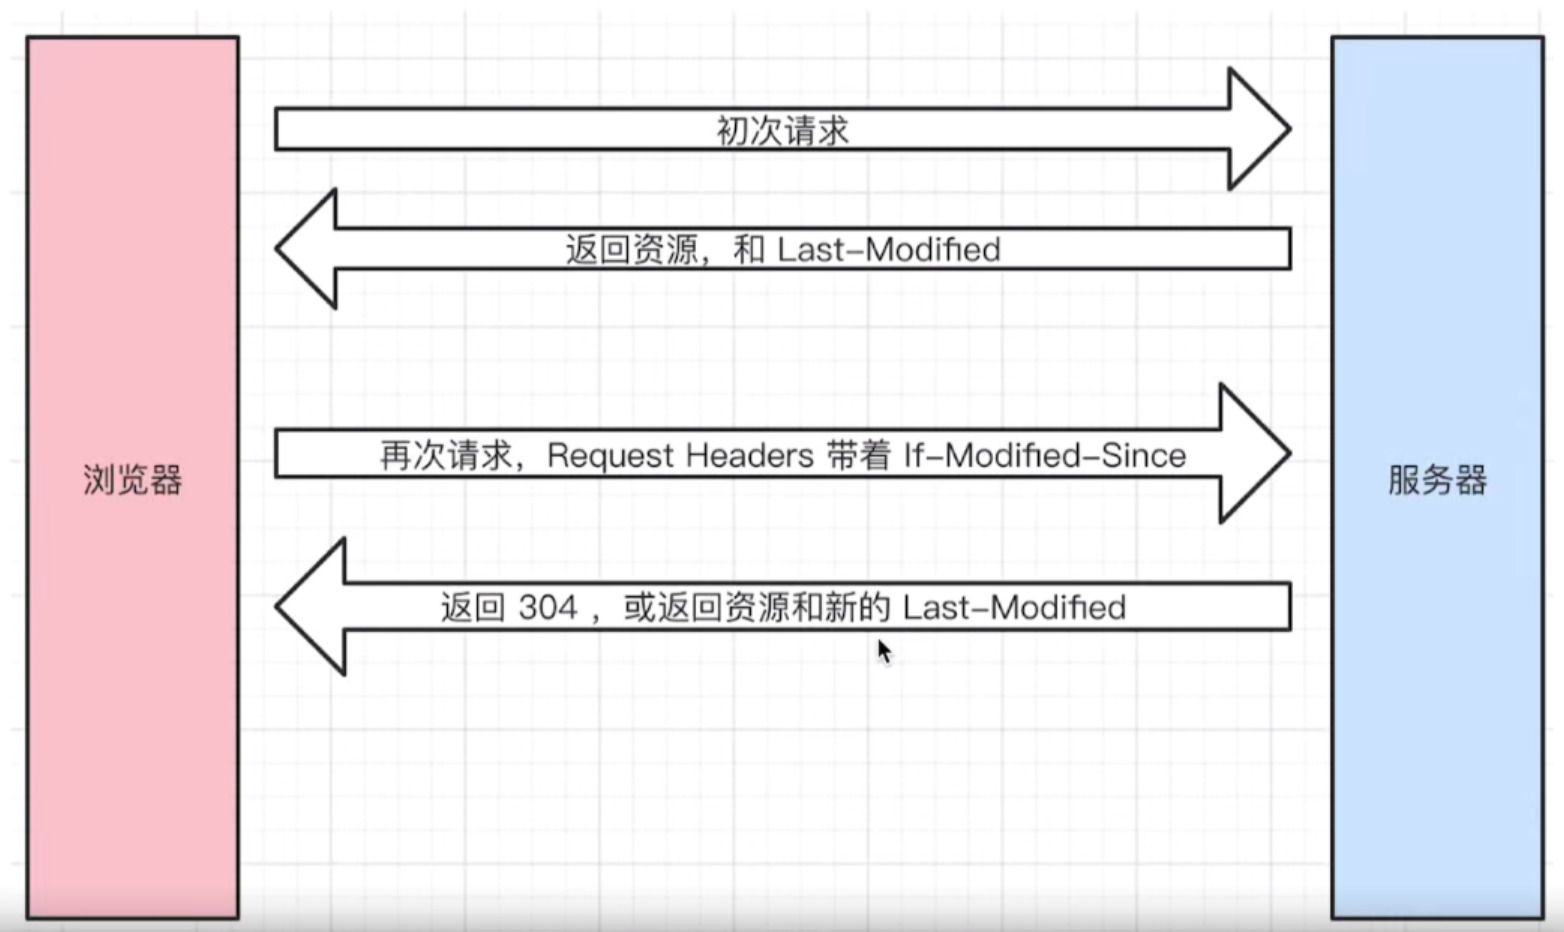 初次请求
返回资源，和 Last-Modified
浏览器
再次请求，Request Headers 带着 If-Modified-Since
服务器
返回 304 ，或返回资源和新的 Last-Modified